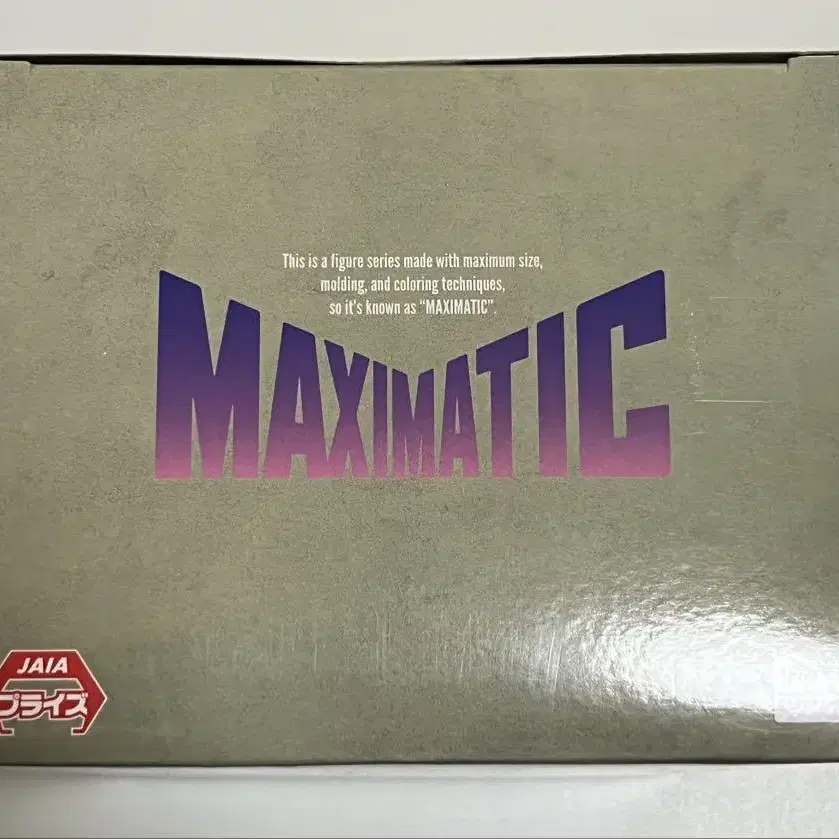 This is a figure series made with maximum size,
molding, and coloring techniques,
so it's known as "MAXIMATIC".
MAXIMATIC
JAIA
プライズ